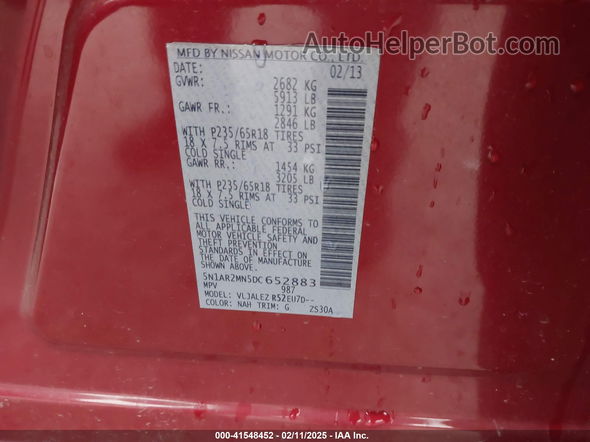 AutoHelperBot.com
MFD BY NISSAN MOTOR CO., LTD.
DATE: 02/13
GVWR: 2682 KG
5913 LB
GAWR FR.: 1291 KG
2846 LB
WITH P235/65R18 TIRES
18 X 7.5 RIMS AT 33 PSI
COLD SINGLE
GAWR RR.: 1454 KG
3205 LB
WITH P235/65R18 TIRES
18 X 7.5 RIMS AT 33 PSI
COLD SINGLE
THIS VEHICLE CONFORMS TO
ALL APPLICABLE FEDERAL
MOTOR VEHICLE SAFETY AND
THEFT PREVENTION
STANDARDS IN EFFECT ON
THE DATE OF MANUFACTURE
SHOWN ABOVE.
5N1AR2MN5DC652883
MPV 987
MODEL: VLJALEZ R52EU7D--
COLOR: NAH TRIM: G ZS30A
000-41548452 - 02/11/2025 - IAA Inc.